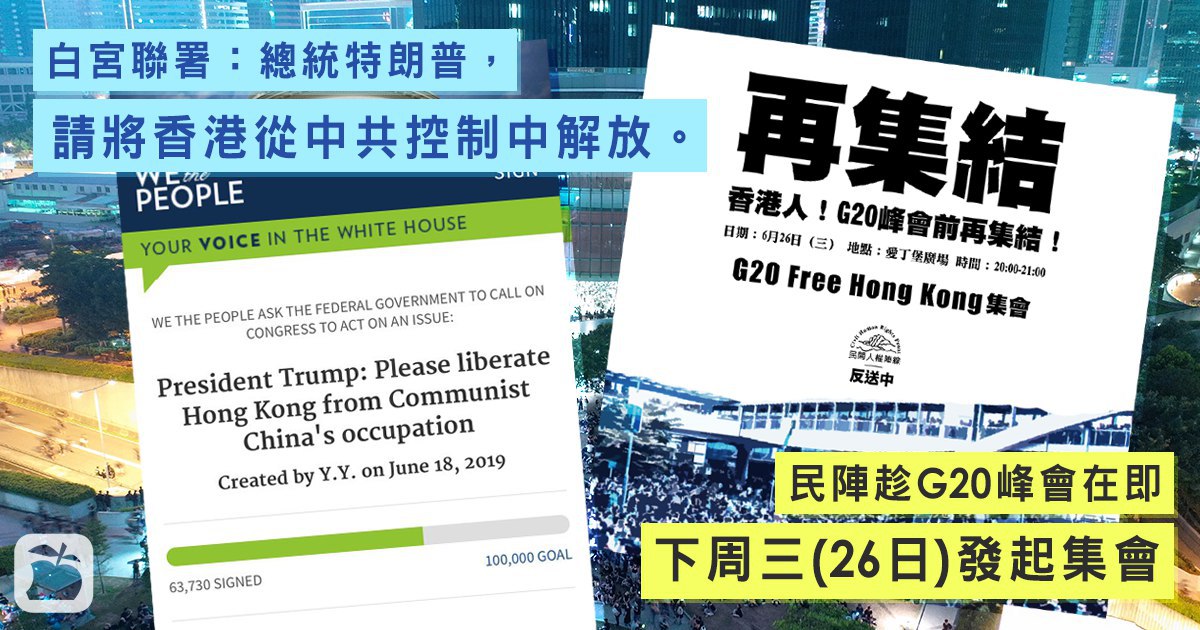 白宮聯署：總統特朗普，
請將香港從中共控制中解放。
WE the
PEOPLE
SIGN
YOUR VOICE IN THE WHITE HOUSE
WE THE PEOPLE ASK THE FEDERAL GOVERNMENT TO CALL ON
CONGRESS TO ACT ON AN ISSUE:
President Trump: Please liberate
Hong Kong from Communist
China's occupation
Created by Y.Y. on June 18, 2019
63,730 SIGNED
100,000 GOAL
再集結
香港人！G20峰會前再集結！
日期：6月26日（三） 地點：愛丁堡廣場 時間：20:00-21:00
G20 Free Hong Kong集會
Civil Human Rights Front
民間人權陣線
反送中
民陣趁G20峰會在即
下周三(26日)發起集會